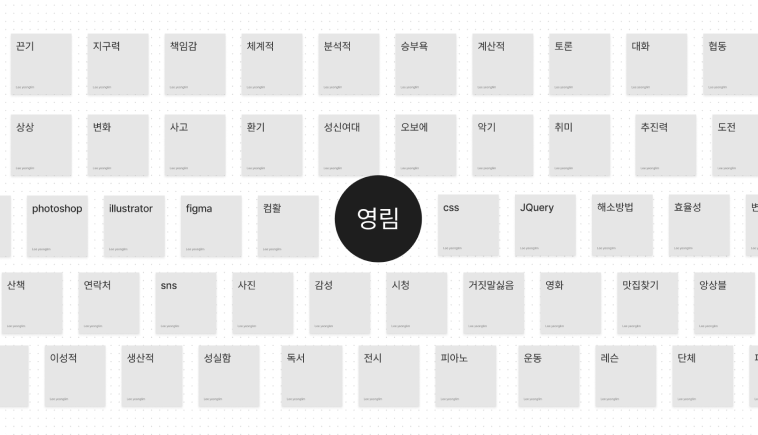 끈기
지구력
책임감
체계적
분석적
승부욕
계산적
토론
대화
협동
상상
변화
사고
환기
성신여대
오보에
악기
취미
추진력
도전
photoshop
illustrator
figma
컴활
영림
css
JQuery
해소방법
효율성
산책
연락처
sns
사진
감성
시청
거짓말싫음
영화
맛집찾기
앙상블
이성적
생산적
성실함
독서
전시
피아노
운동
레슨
단체